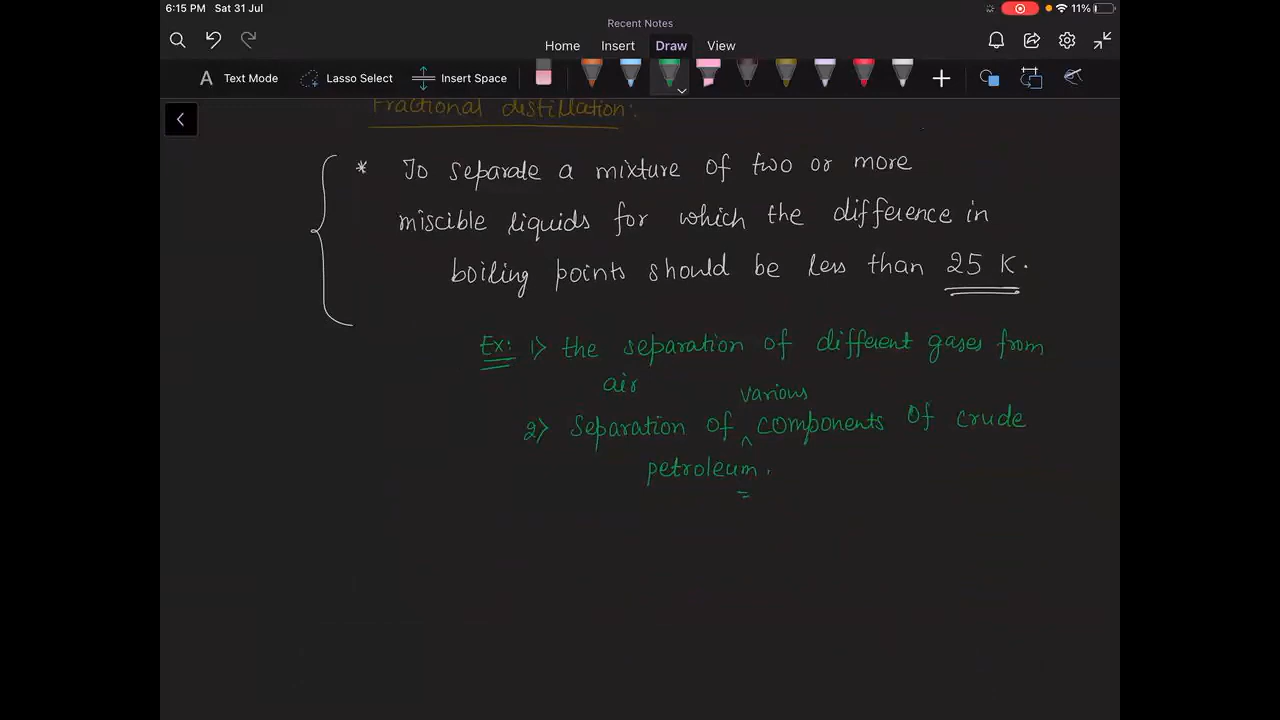 6:15 PM Sat 31 Jul
11%
Recent Notes
Home Insert Draw View
A Text Mode Lasso Select Insert Space
Fractional distillation:
* To separate a mixture of two or more
miscible liquids for which the difference in
boiling points should be less than 25 K.
Ex: 1) the separation of different gases from
air
various
2) Separation of ^ components of crude
petroleum.